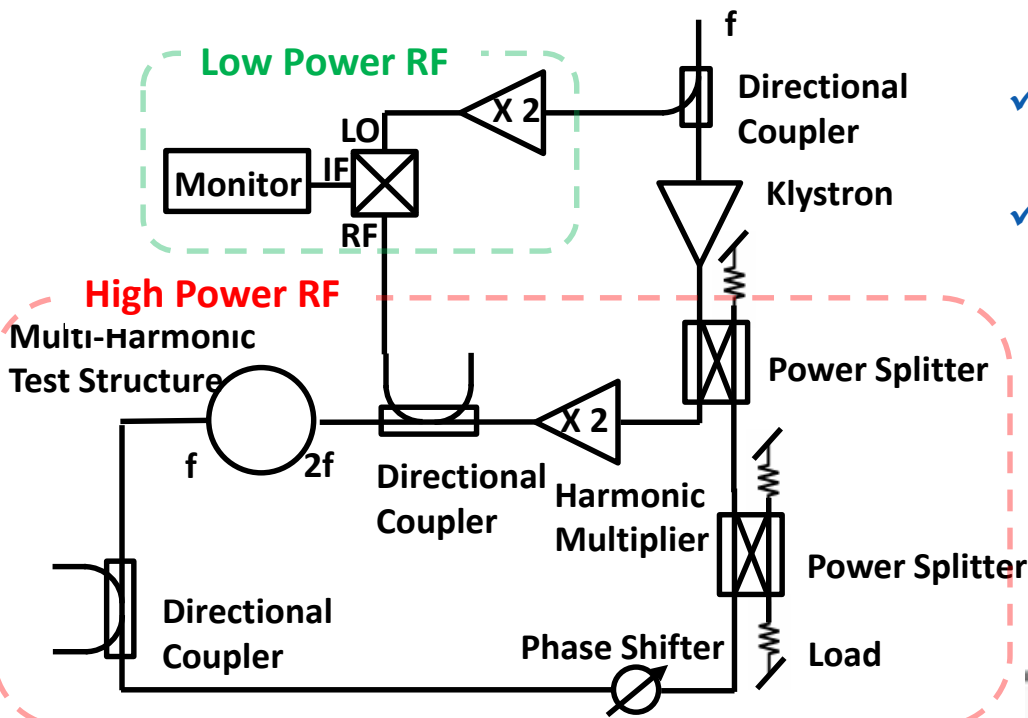 f
Low Power RF
Directional
Coupler
X 2
LO
IF
Monitor
RF
Klystron
High Power RF
Multi-Harmonic
Test Structure
Power Splitter
X 2
f
2f
Directional
Coupler
Harmonic
Multiplier
Power Splitter
Directional
Coupler
Phase Shifter
Load